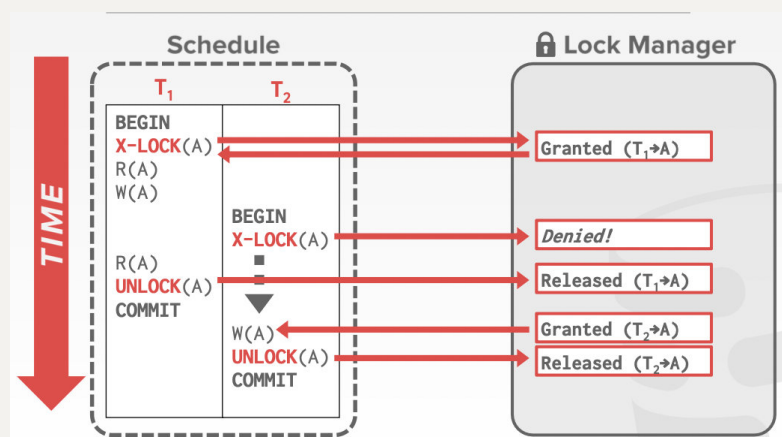 Schedule
Lock Manager
TIME
T₁
T₂
BEGIN
X-LOCK(A)
R(A)
W(A)
BEGIN
X-LOCK(A)
R(A)
UNLOCK(A)
COMMIT
W(A)
UNLOCK(A)
COMMIT
Granted (T₁→A)
Denied!
Released (T₁→A)
Granted (T₂→A)
Released (T₂→A)